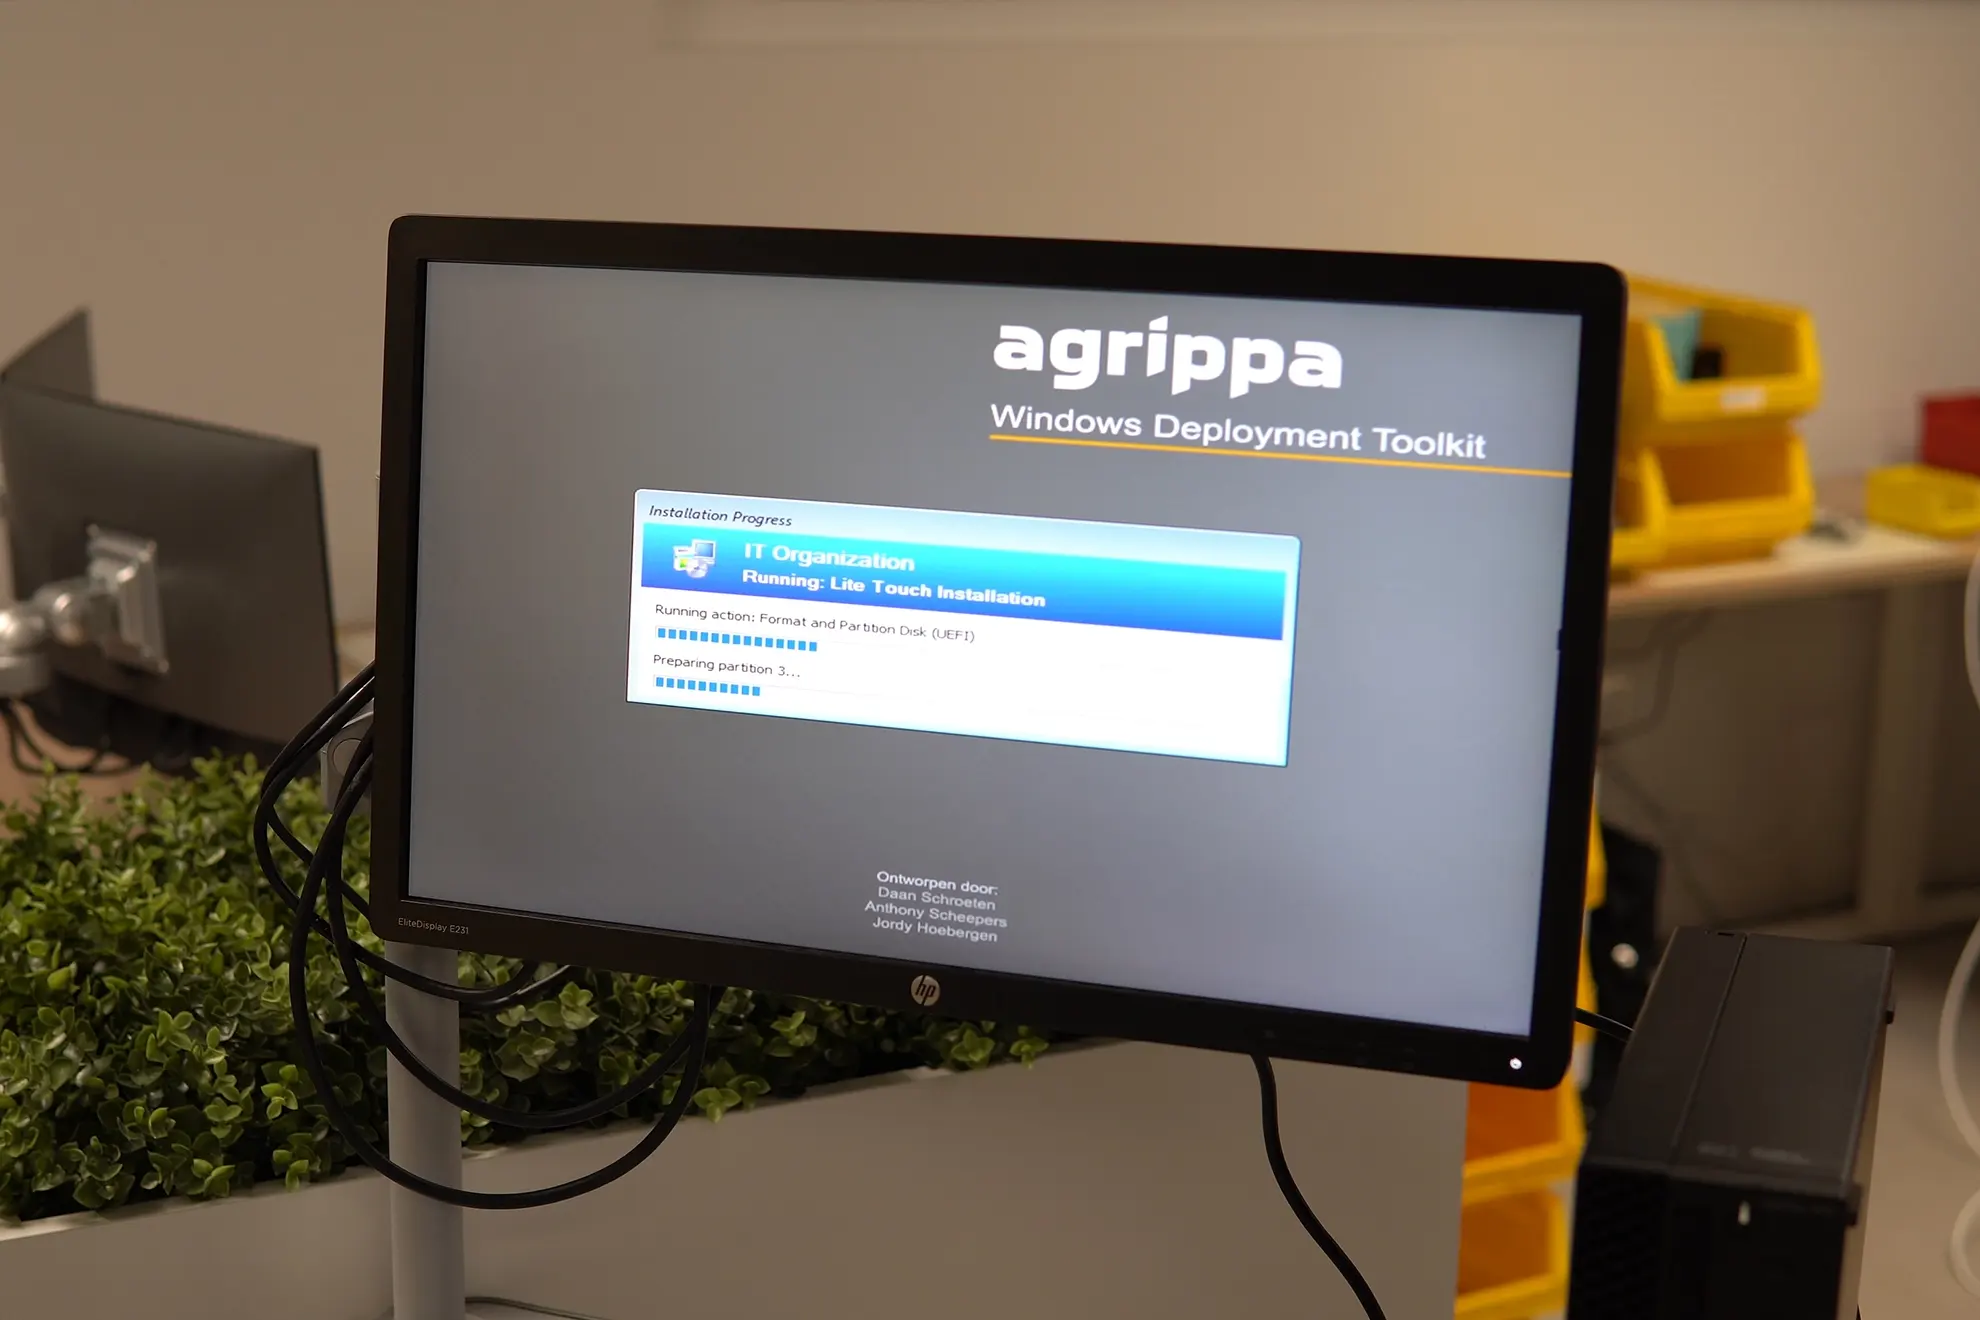 agrippa
Windows Deployment Toolkit
Installation Progress
IT Organization
Running: Lite Touch Installation
Running action: Format and Partition Disk (UEFI)
Preparing partition 3...
Ontworpen door:
Daan Schroeten
Anthony Scheepers
Jordy Hoebergen
EliteDisplay E231
hp